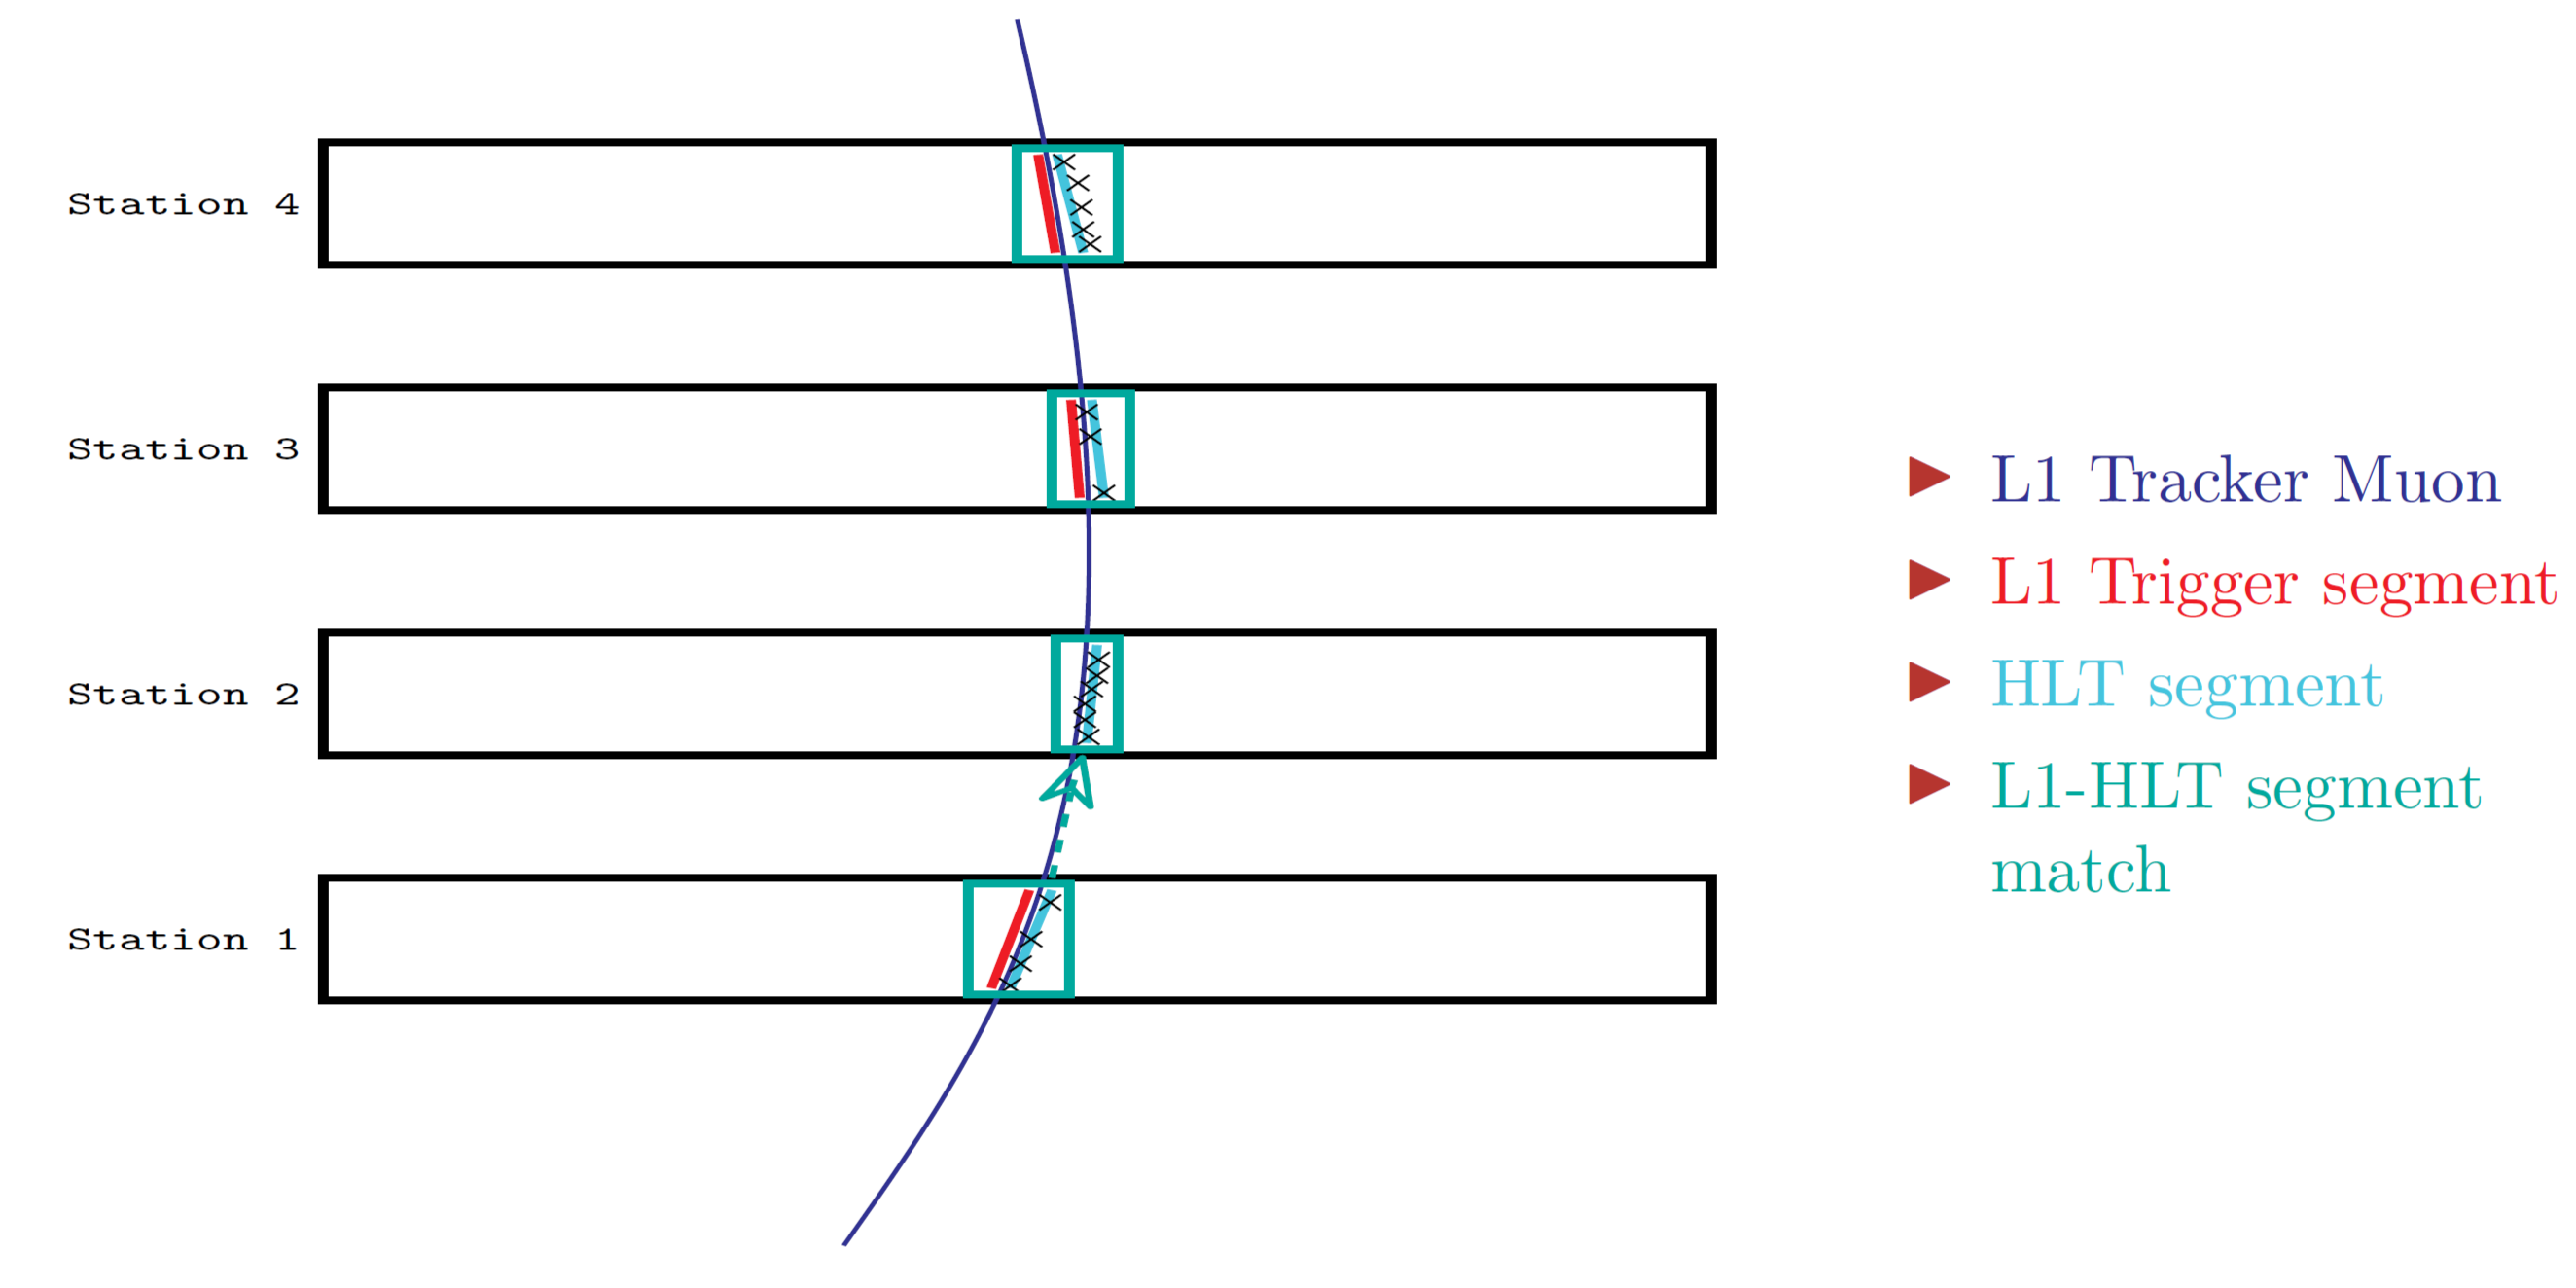 Station 4
Station 3
Station 2
Station 1
L1 Tracker Muon
L1 Trigger segment
HLT segment
L1-HLT segment
match